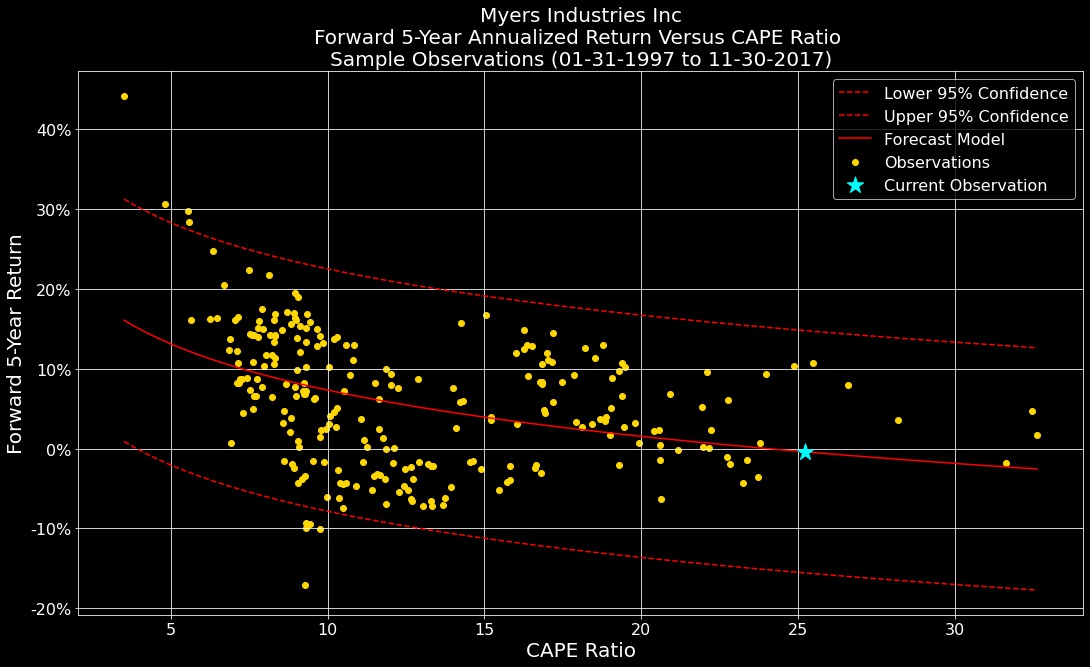 Myers Industries Inc
Forward 5-Year Annualized Return Versus CAPE Ratio
Sample Observations (01-31-1997 to 11-30-2017)
Lower 95% Confidence
Upper 95% Confidence
Forecast Model
Observations
Current Observation
Forward 5-Year Return
40%
30%
20%
10%
0%
-10%
-20%
5
10
15
20
25
30
CAPE Ratio